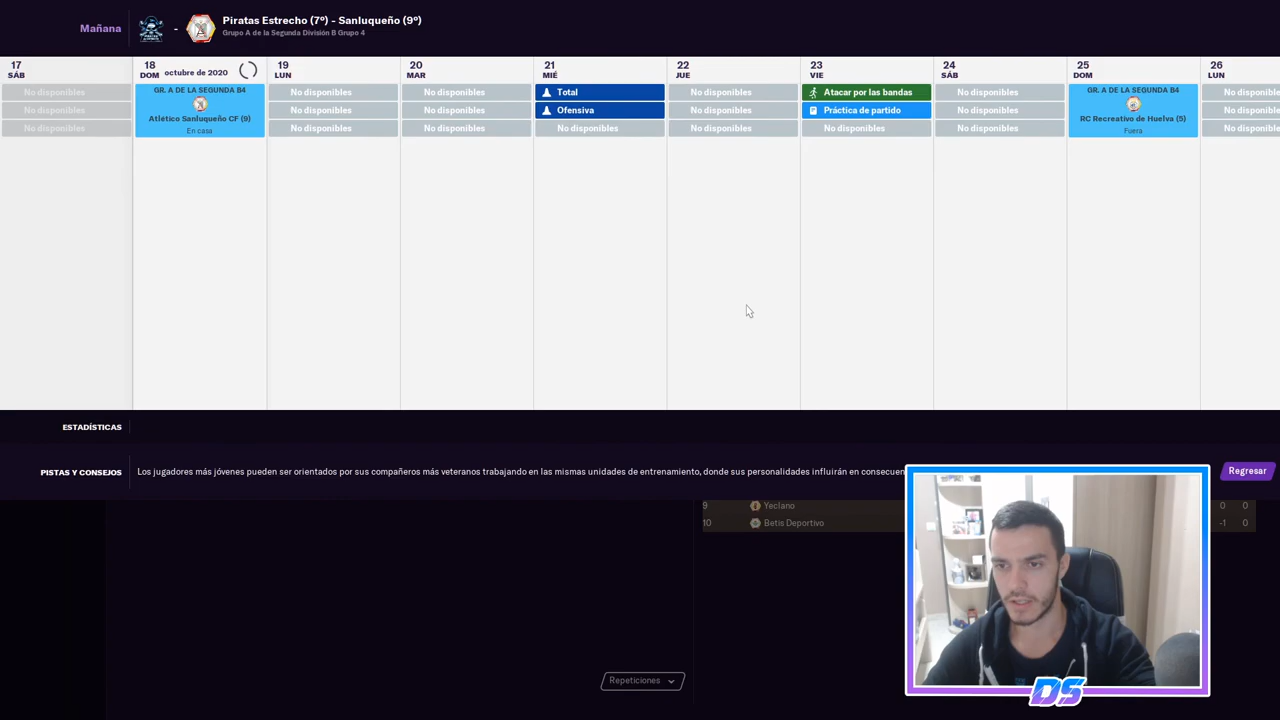 Mañana
-
Piratas Estrecho (7º) - Sanluqueño (9º)
Grupo A de la Segunda División B Grupo 4
17
SÁB
No disponibles
No disponibles
No disponibles
18
DOM
octubre de 2020
GR. A DE LA SEGUNDA B4
Atlético Sanluqueño CF (9)
En casa
19
LUN
No disponibles
No disponibles
No disponibles
20
MAR
No disponibles
No disponibles
No disponibles
21
MIÉ
Total
Ofensiva
No disponibles
22
JUE
No disponibles
No disponibles
No disponibles
23
VIE
Atacar por las bandas
Práctica de partido
No disponibles
24
SÁB
No disponibles
No disponibles
No disponibles
25
DOM
GR. A DE LA SEGUNDA B4
RC Recreativo de Huelva (5)
Fuera
26
LUN
No disponibles
No disponibles
No disponibles
ESTADÍSTICAS
PISTAS Y CONSEJOS
Los jugadores más jóvenes pueden ser orientados por sus compañeros más veteranos trabajando en las mismas unidades de entrenamiento, donde sus personalidades influirán en consecuen
Regresar
9 Yeclano 0 0
10 Betis Deportivo -1 0
Repeticiones
DS